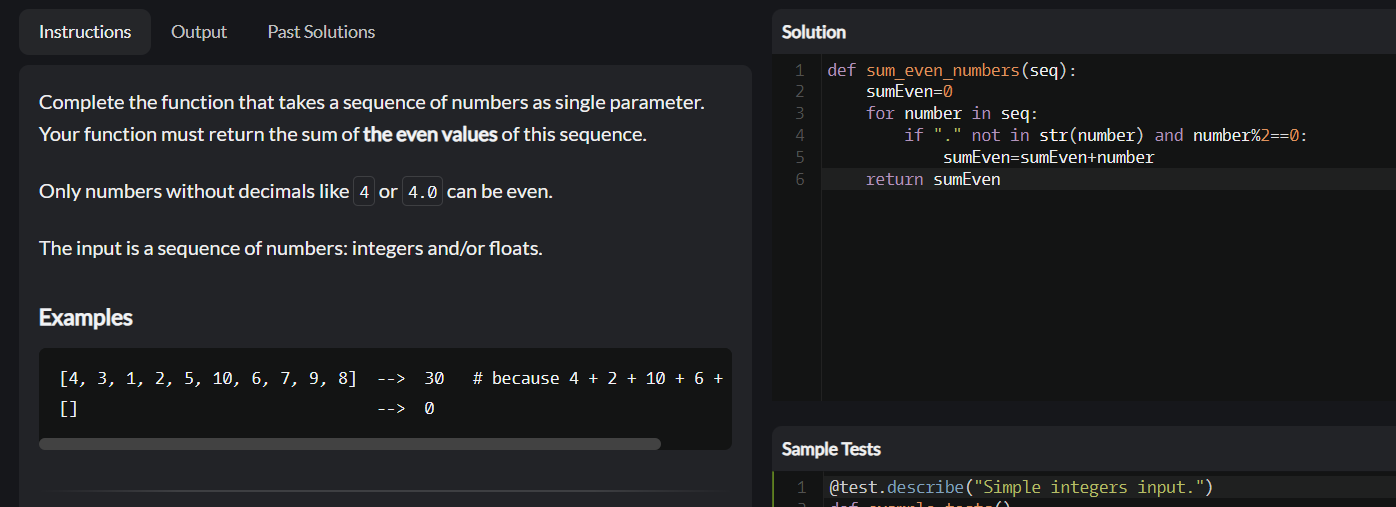 Instructions Output Past Solutions
Complete the function that takes a sequence of numbers as single parameter.
Your function must return the sum of the even values of this sequence.
Only numbers without decimals like 4 or 4.0 can be even.
The input is a sequence of numbers: integers and/or floats.
Examples
[4, 3, 1, 2, 5, 10, 6, 7, 9, 8] --> 30 # because 4 + 2 + 10 + 6 +
[] --> 0
Solution
1 def sum_even_numbers(seq):
2 sumEven=0
3 for number in seq:
4 if "." not in str(number) and number%2==0:
5 sumEven=sumEven+number
6 return sumEven
Sample Tests
1 @test.describe("Simple integers input.")